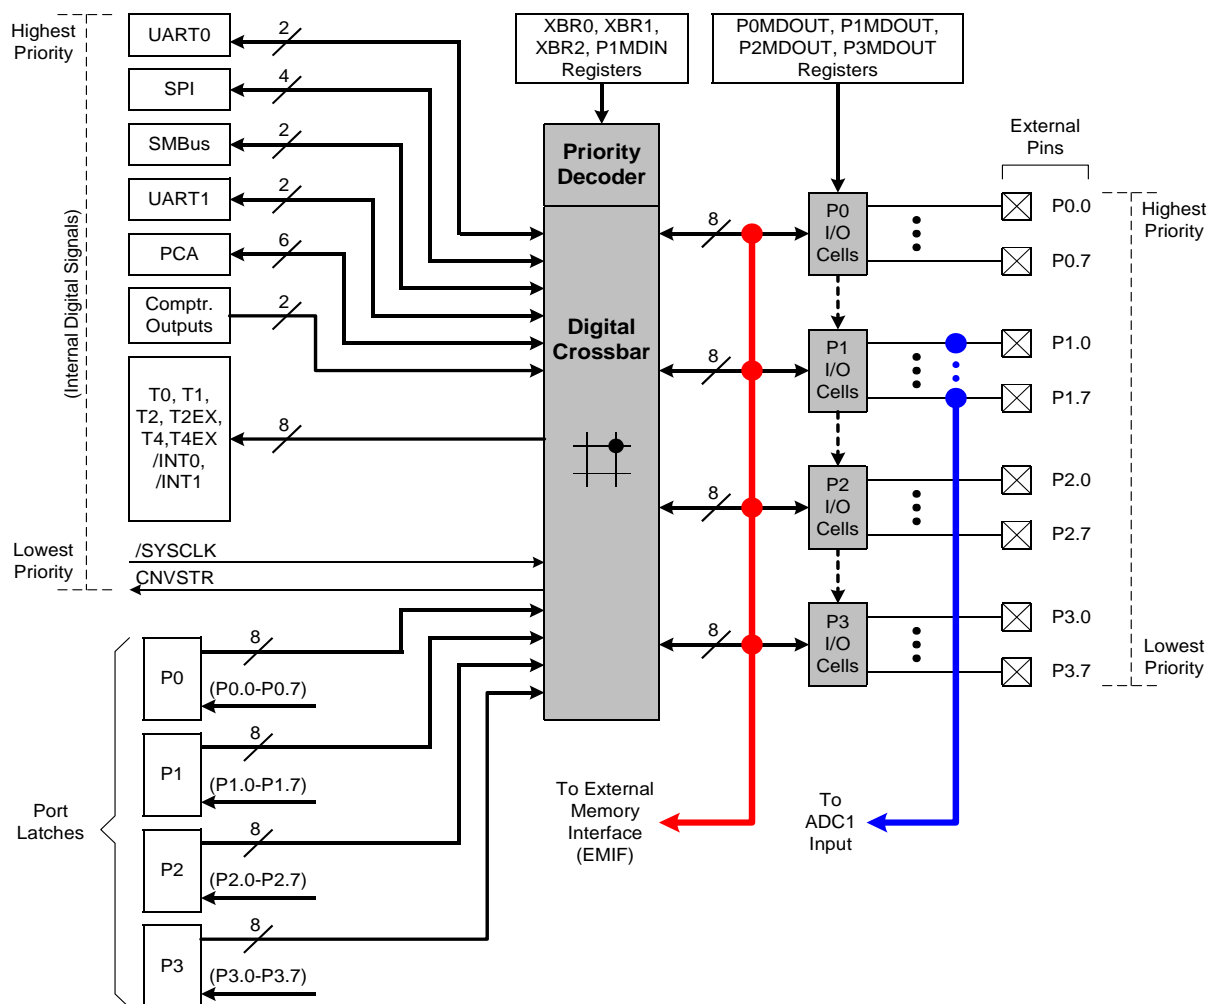 Highest
Priority
(Internal Digital Signals)
Lowest
Priority
UART0
2
SPI
4
SMBus
2
UART1
2
PCA
6
Comptr.
Outputs
2
T0, T1,
T2, T2EX,
T4,T4EX
/INT0,
/INT1
8
/SYSCLK
CNVSTR
Port
Latches
P0
8
(P0.0-P0.7)
P1
8
(P1.0-P1.7)
P2
8
(P2.0-P2.7)
P3
8
(P3.0-P3.7)
XBR0, XBR1,
XBR2, P1MDIN
Registers
Priority
Decoder
Digital
Crossbar
P0MDOUT, P1MDOUT,
P2MDOUT, P3MDOUT
Registers
8
8
8
8
P0
I/O
Cells
P1
I/O
Cells
P2
I/O
Cells
P3
I/O
Cells
External
Pins
P0.0
P0.7
P1.0
P1.7
P2.0
P2.7
P3.0
P3.7
Highest
Priority
Lowest
Priority
To External
Memory
Interface
(EMIF)
To
ADC1
Input